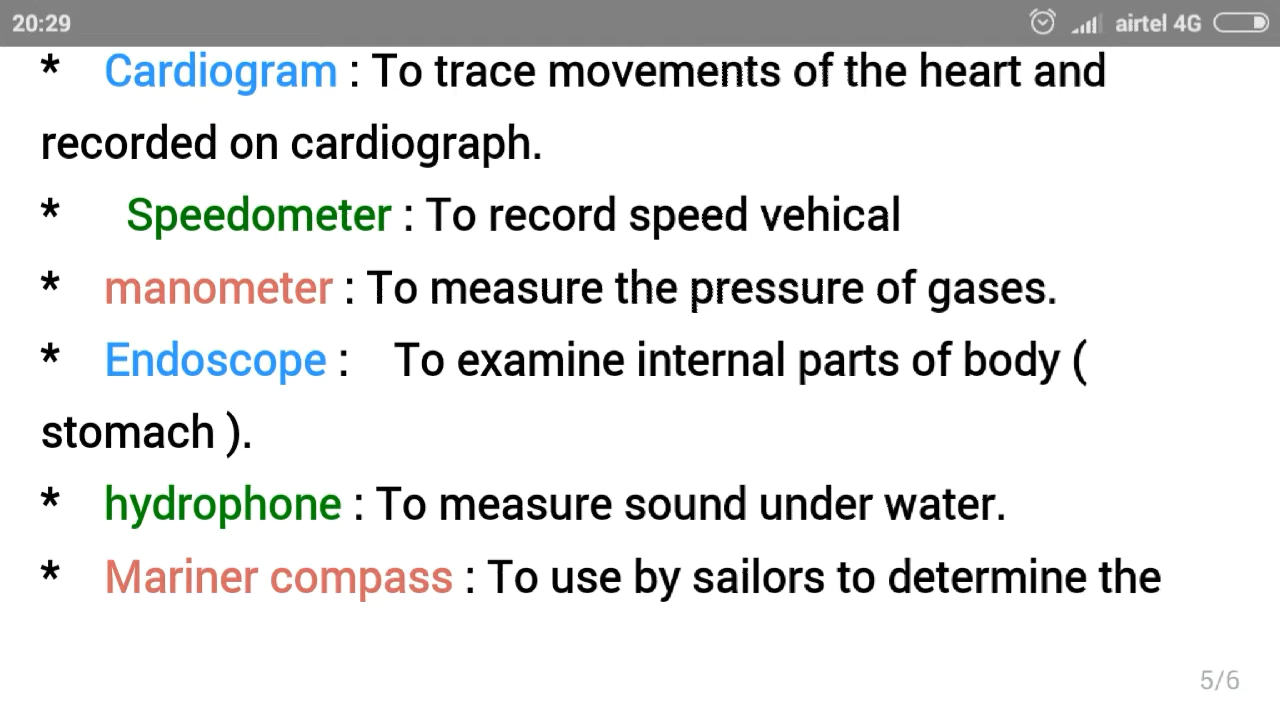 20:29 airtel 4G
* Cardiogram : To trace movements of the heart and
recorded on cardiograph.
* Speedometer : To record speed vehical
* manometer : To measure the pressure of gases.
* Endoscope : To examine internal parts of body (
stomach ).
* hydrophone : To measure sound under water.
* Mariner compass : To use by sailors to determine the
5/6